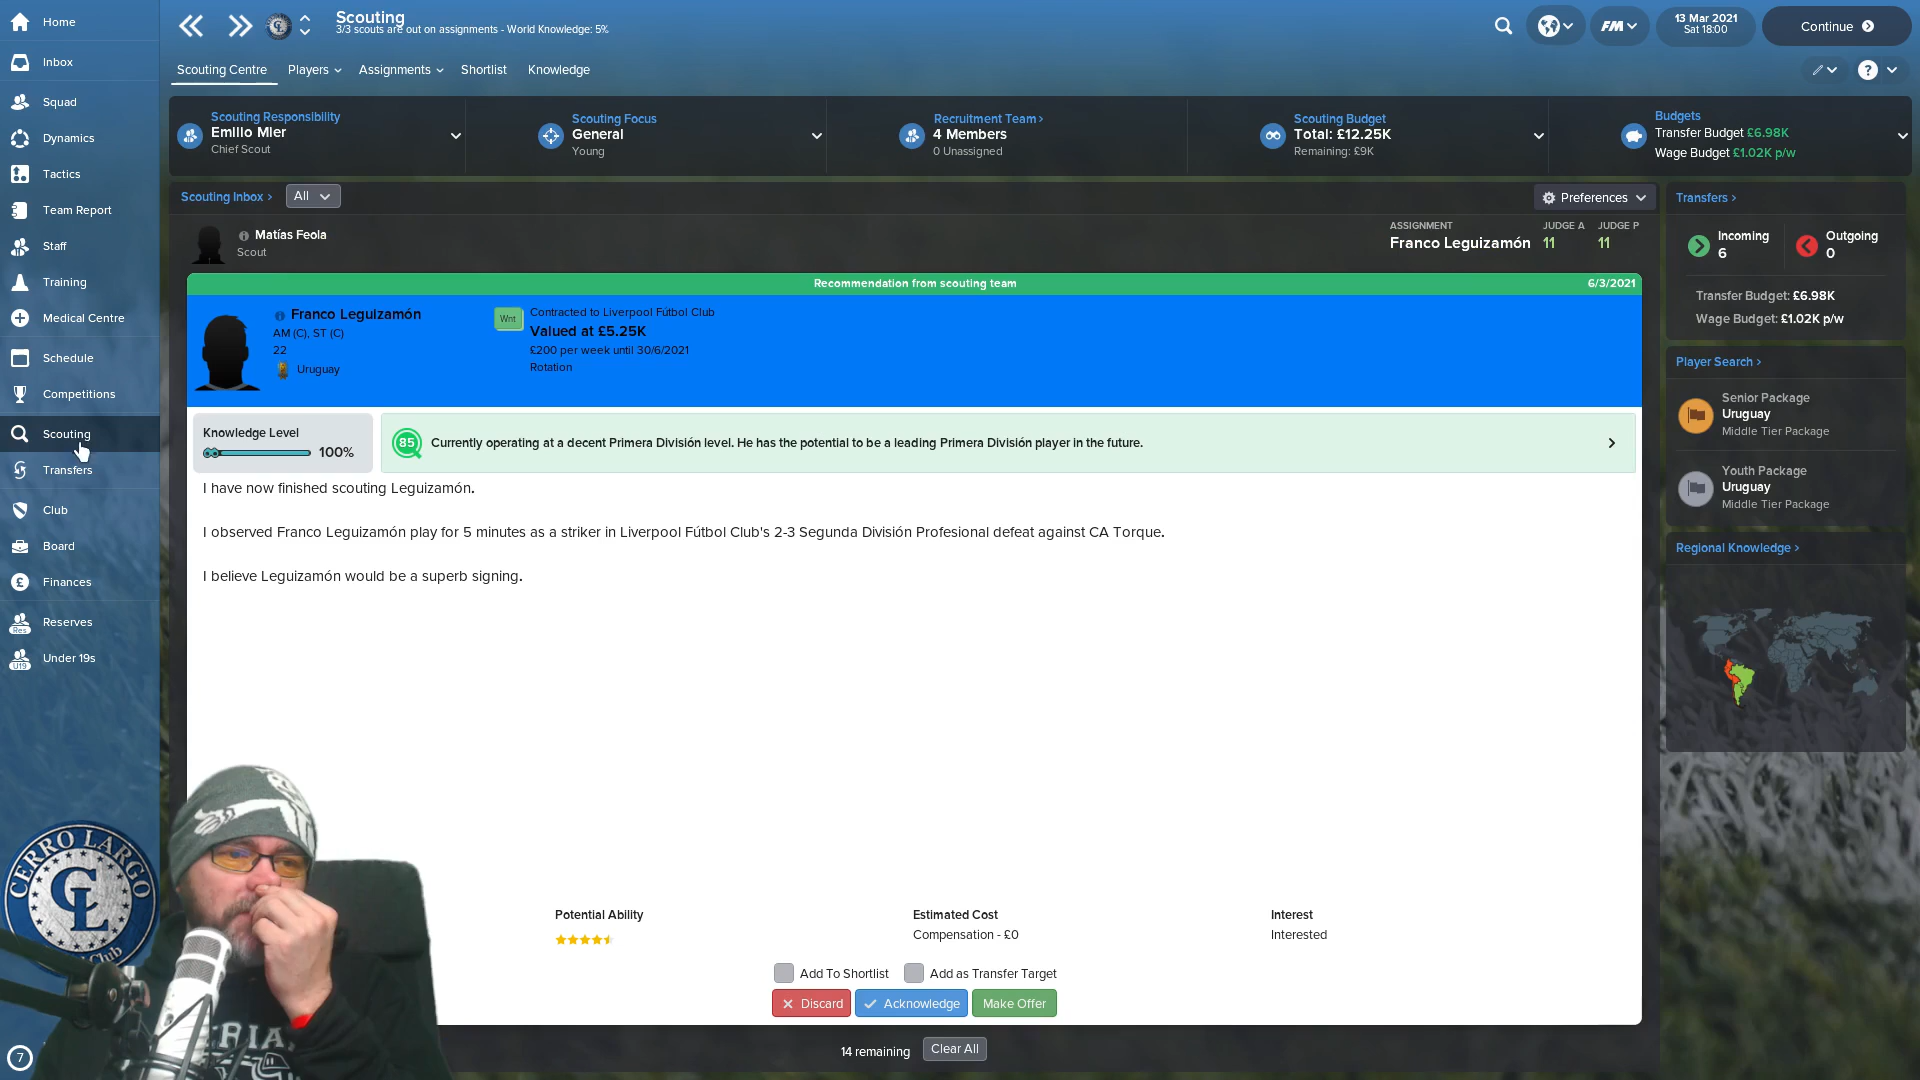 Home
Inbox
Squad
Dynamics
Tactics
Team Report
Staff
Training
Medical Centre
Schedule
Competitions
Scouting
Transfers
Club
Board
Finances
Res
Reserves
U19
Under 19s
7
Scouting
3/3 scouts are out on assignments - World Knowledge: 5%
FM
13 Mar 2021
Sat 18:00
Continue
Scouting Centre
Players
Assignments
Shortlist
Knowledge
?
Scouting Responsibility
Emilio Mier
Chief Scout
Scouting Focus
General
Young
Recruitment Team >
4 Members
0 Unassigned
Scouting Budget
Total: £12.25K
Remaining: £9K
Budgets
Transfer Budget £6.98K
Wage Budget £1.02K p/w
Scouting Inbox >
All
Preferences
Matías Feola
Scout
ASSIGNMENT
Franco Leguizamón
JUDGE A
11
JUDGE P
11
Recommendation from scouting team
6/3/2021
Franco Leguizamón
AM (C), ST (C)
22
Uruguay
Wnt
Contracted to Liverpool Fútbol Club
Valued at £5.25K
£200 per week until 30/6/2021
Rotation
Knowledge Level
100%
85
Currently operating at a decent Primera División level. He has the potential to be a leading Primera División player in the future.
I have now finished scouting Leguizamón.
I observed Franco Leguizamón play for 5 minutes as a striker in Liverpool Fútbol Club's 2-3 Segunda División Profesional defeat against CA Torque.
I believe Leguizamón would be a superb signing.
Potential Ability
Estimated Cost
Compensation - £0
Interest
Interested
Add To Shortlist
Add as Transfer Target
Discard
Acknowledge
Make Offer
14 remaining
Clear All
Transfers >
Incoming
6
Outgoing
0
Transfer Budget: £6.98K
Wage Budget: £1.02K p/w
Player Search >
Senior Package
Uruguay
Middle Tier Package
Youth Package
Uruguay
Middle Tier Package
Regional Knowledge >
CERRO LARGO
CL
Club